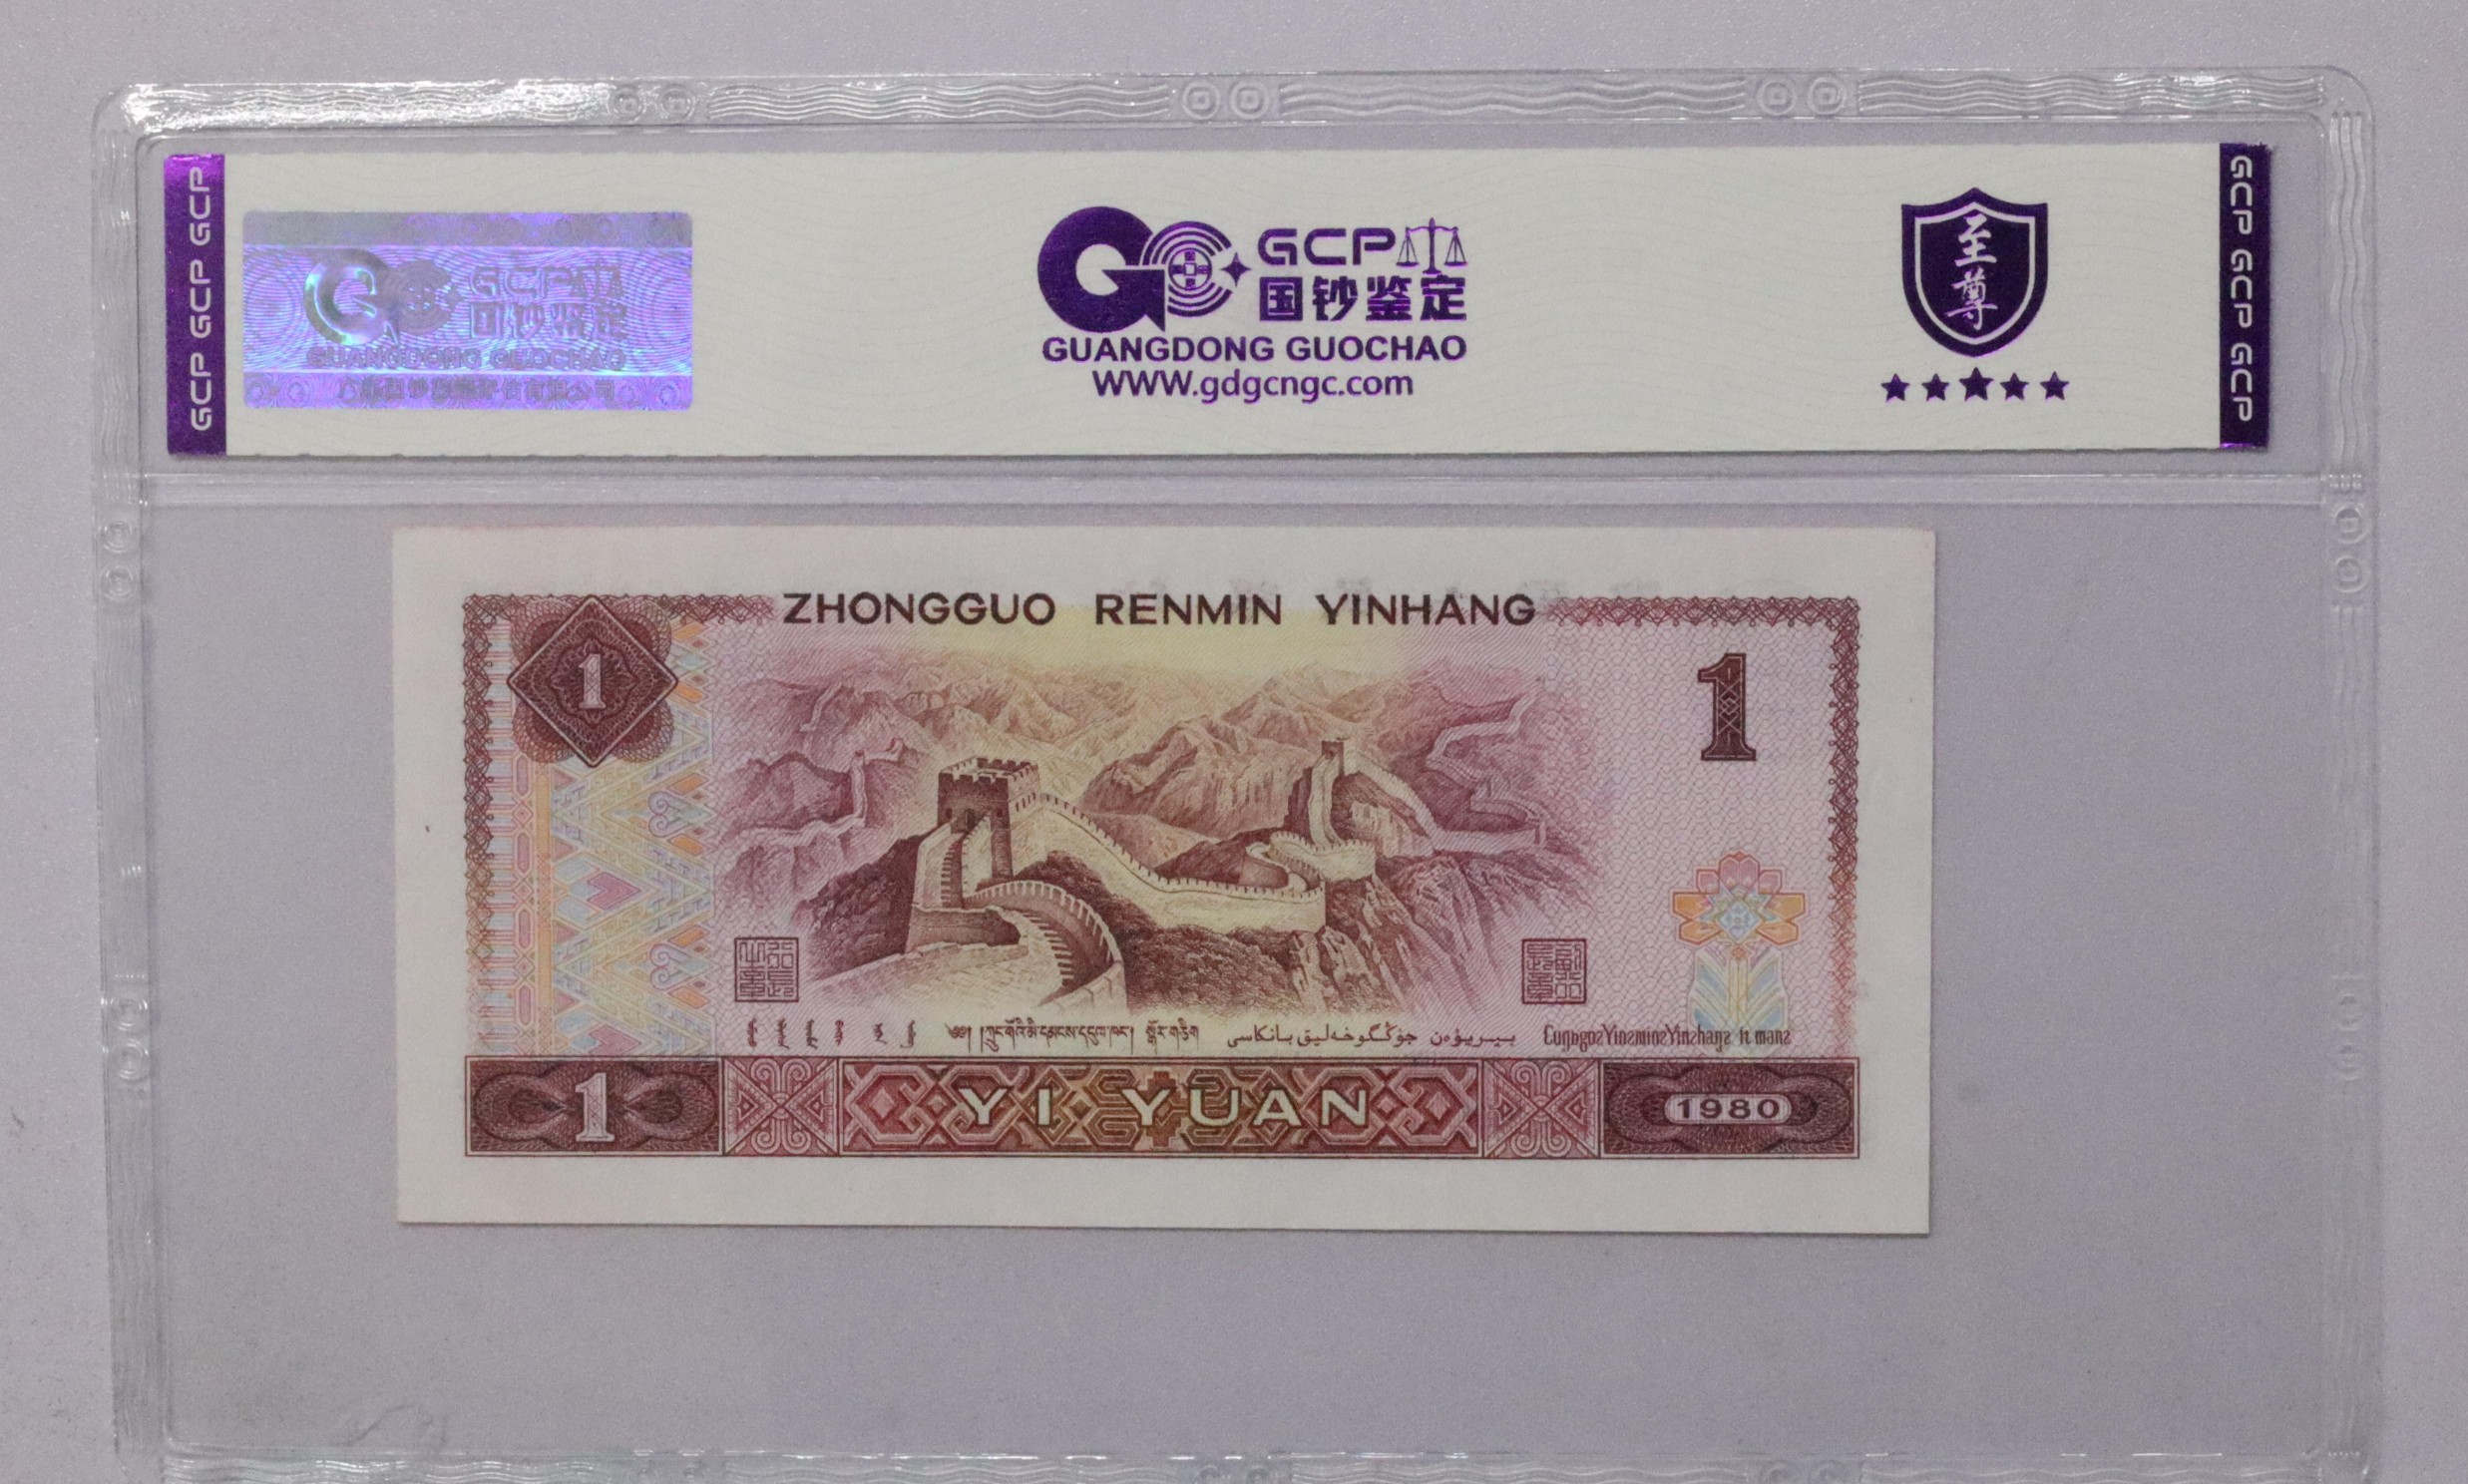 GCP GCP GCP
GCP
国钞鉴定
GUANGDONG GUOCHAO
GCP
国钞鉴定
GUANGDONG GUOCHAO
WWW.gdgcngc.com
至尊
GCP GCP GCP
ZHONGGUO RENMIN YINHANG
1
1
1
YI YUAN
1980